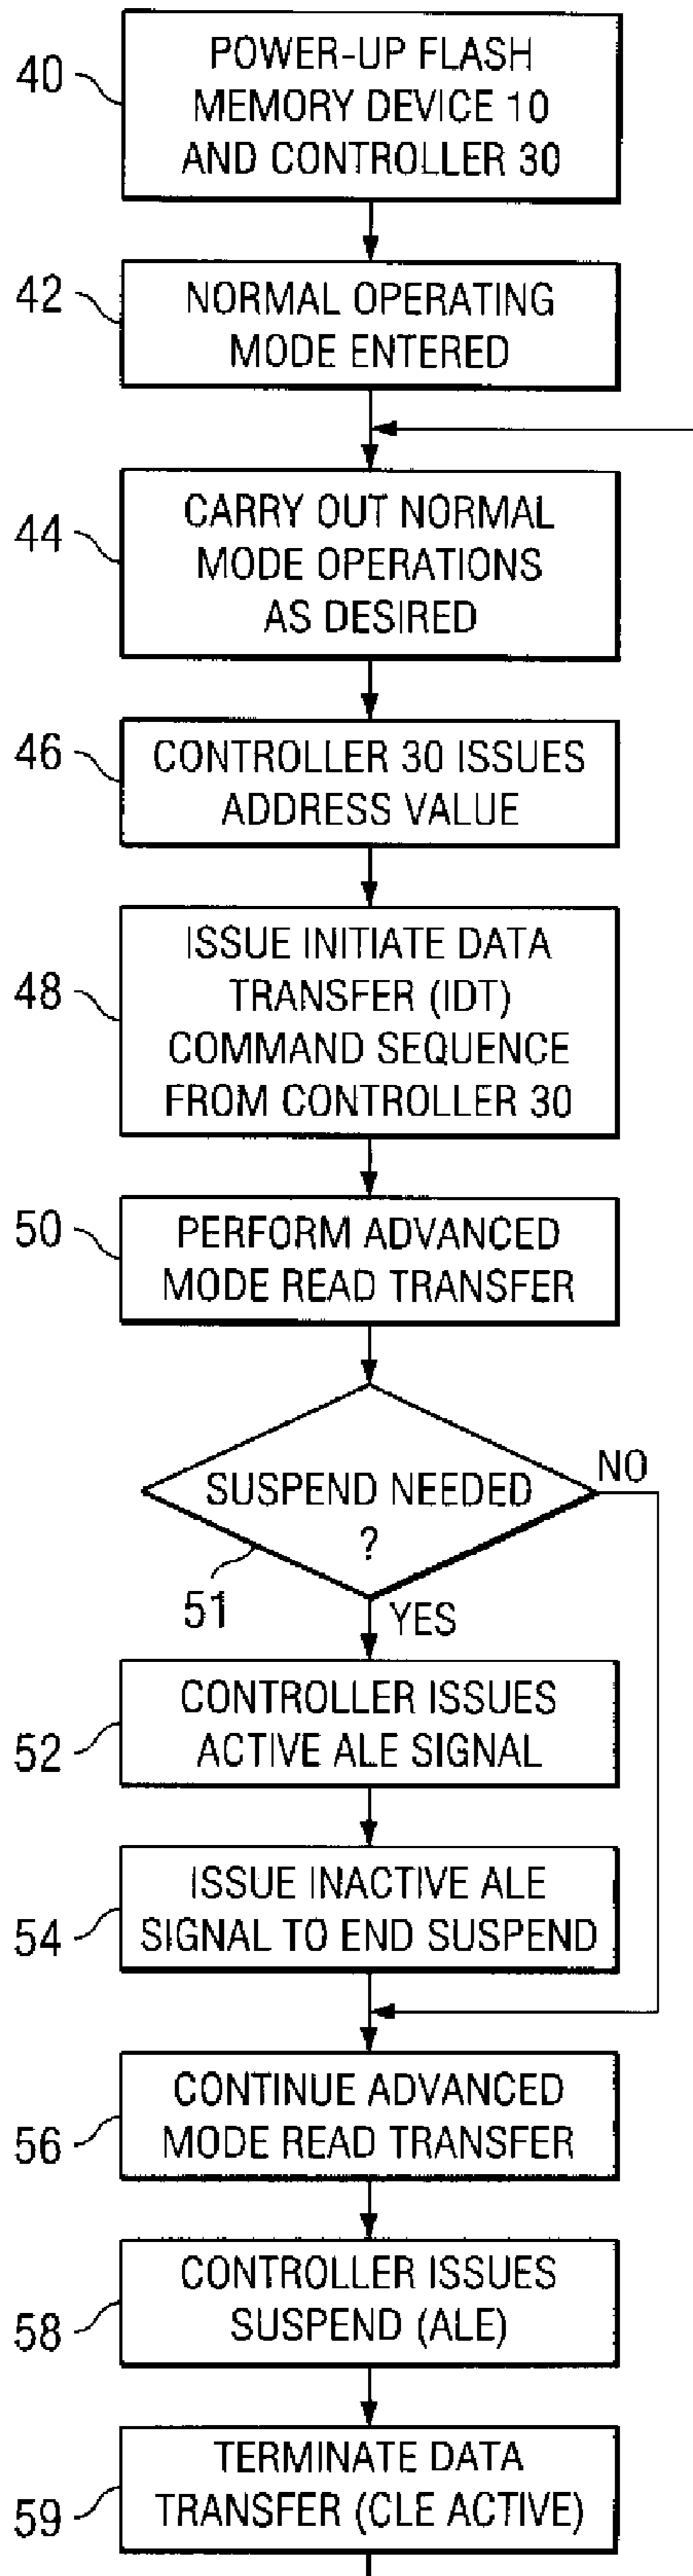 40
POWER-UP FLASH
MEMORY DEVICE 10
AND CONTROLLER 30
42
NORMAL OPERATING
MODE ENTERED
44
CARRY OUT NORMAL
MODE OPERATIONS
AS DESIRED
46
CONTROLLER 30 ISSUES
ADDRESS VALUE
48
ISSUE INITIATE DATA
TRANSFER (IDT)
COMMAND SEQUENCE
FROM CONTROLLER 30
50
PERFORM ADVANCED
MODE READ TRANSFER
SUSPEND NEEDED
?
NO
51
YES
52
CONTROLLER ISSUES
ACTIVE ALE SIGNAL
54
ISSUE INACTIVE ALE
SIGNAL TO END SUSPEND
56
CONTINUE ADVANCED
MODE READ TRANSFER
58
CONTROLLER ISSUES
SUSPEND (ALE)
59
TERMINATE DATA
TRANSFER (CLE ACTIVE)